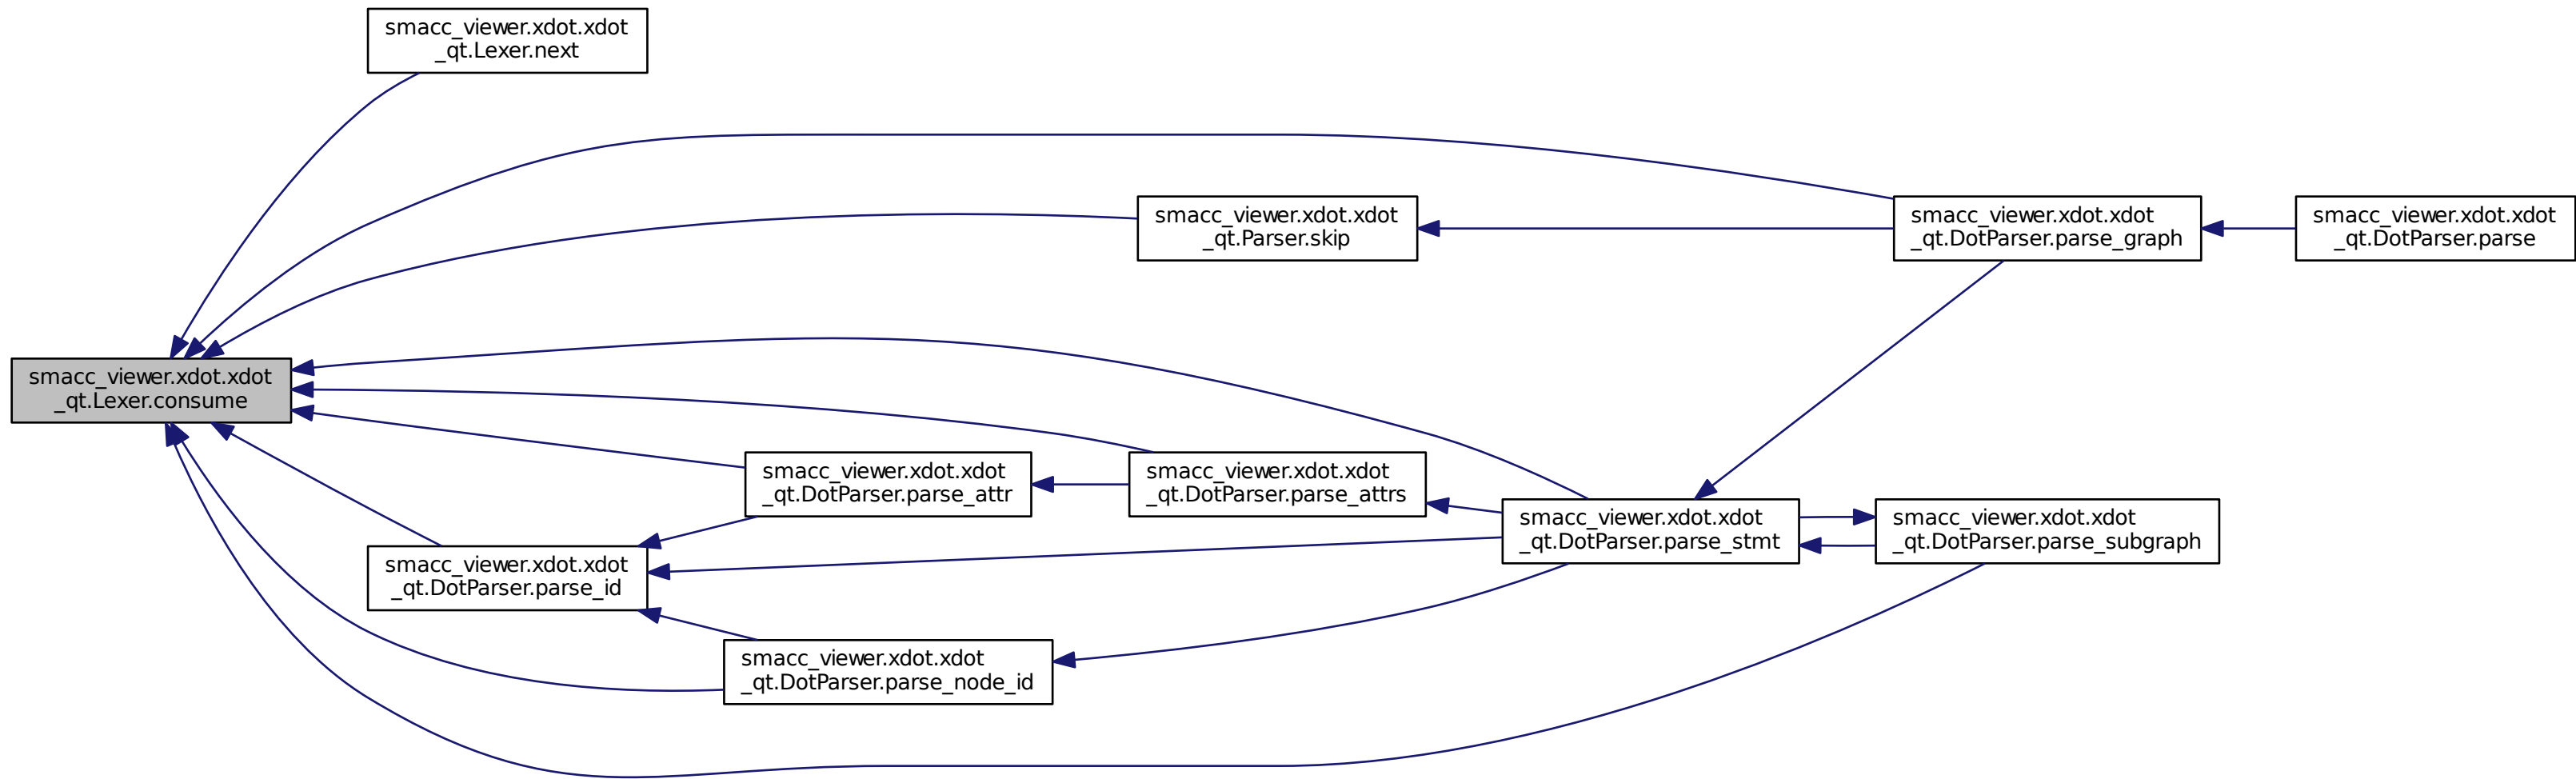 smacc_viewer.xdot.xdot
_qt.Lexer.next
smacc_viewer.xdot.xdot
_qt.Parser.skip
smacc_viewer.xdot.xdot
_qt.DotParser.parse_graph
smacc_viewer.xdot.xdot
_qt.DotParser.parse
smacc_viewer.xdot.xdot
_qt.Lexer.consume
smacc_viewer.xdot.xdot
_qt.DotParser.parse_attr
smacc_viewer.xdot.xdot
_qt.DotParser.parse_attrs
smacc_viewer.xdot.xdot
_qt.DotParser.parse_stmt
smacc_viewer.xdot.xdot
_qt.DotParser.parse_subgraph
smacc_viewer.xdot.xdot
_qt.DotParser.parse_id
smacc_viewer.xdot.xdot
_qt.DotParser.parse_node_id